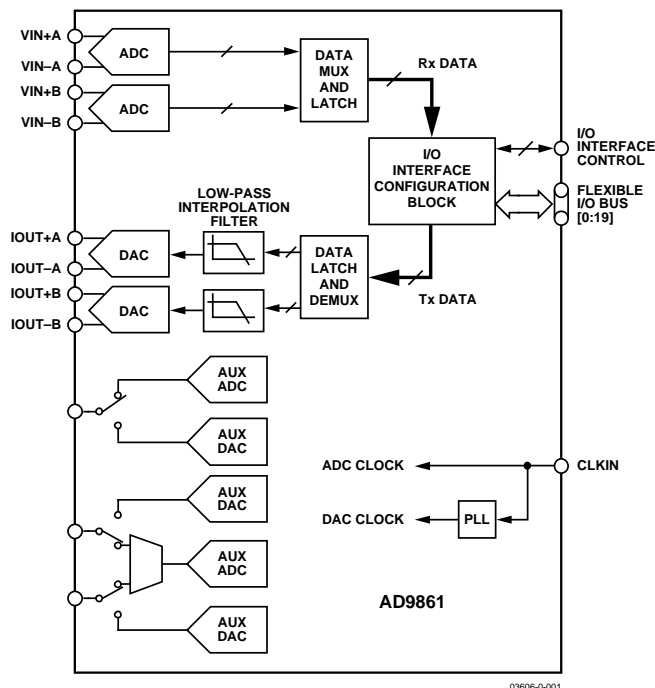 VIN+A
VIN–A
VIN+B
VIN–B
ADC
ADC
DATA
MUX
AND
LATCH
Rx DATA
I/O
INTERFACE
CONFIGURATION
BLOCK
I/O
INTERFACE
CONTROL
FLEXIBLE
I/O BUS
[0:19]
LOW-PASS
INTERPOLATION
FILTER
IOUT+A
IOUT–A
IOUT+B
IOUT–B
DAC
DAC
DATA
LATCH
AND
DEMUX
Tx DATA
AUX
ADC
AUX
DAC
AUX
DAC
AUX
ADC
AUX
DAC
ADC CLOCK
CLKIN
DAC CLOCK
PLL
AD9861
03606-0-001